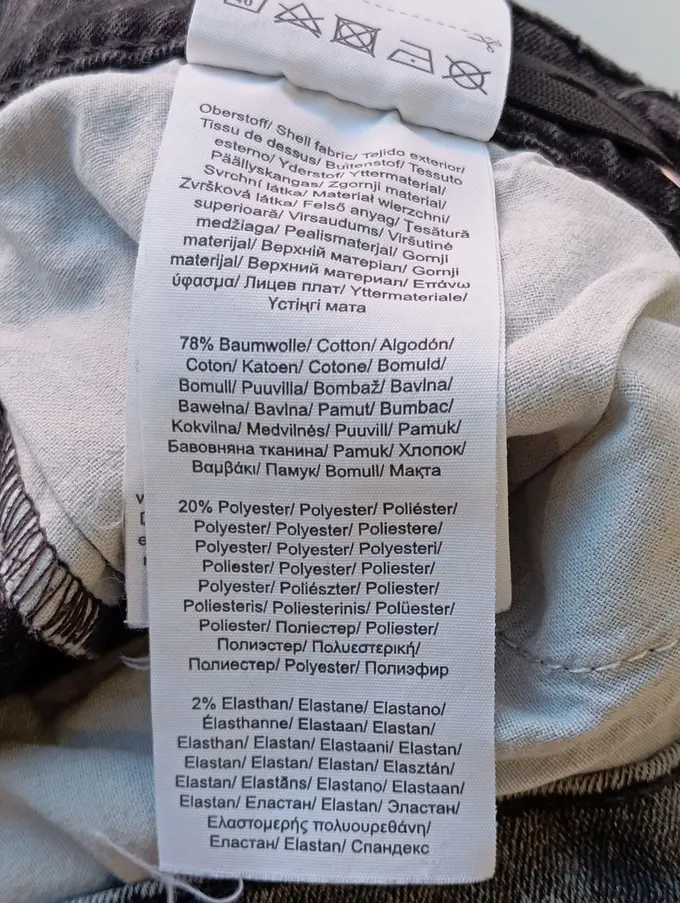 Oberstoff/ Shell fabric/ Tejido exterior/
Tissu de dessus/ Buitenstof/ Tessuto
esterno/ Yderstof/ Yttermaterial/
Päällyskangas/ Zgornji material/
Svrchní látka/ Materiał wierzchni/
Zvršková látka/ Felső anyag/ Ţesătură
superioară/ Virsaudums/ Viršutinė
medžiaga/ Pealismaterjal/ Gornji
materijal/ Верхній матеріал/ Gornji
materijal/ Верхний материал/ Επάνω
ύφασμα/ Лицев плат/ Yttermateriale/
Үстіңгі мата
78% Baumwolle/ Cotton/ Algodón/
Coton/ Katoen/ Cotone/ Bomuld/
Bomull/ Puuvilla/ Bombaž/ Bavlna/
Bawełna/ Bavlna/ Pamut/ Bumbac/
Kokvilna/ Medvilnės/ Puuvill/ Pamuk/
Бавовняна тканина/ Pamuk/ Хлопок/
Βαμβάκι/ Памук/ Bomull/ Мақта
20% Polyester/ Polyester/ Poliéster/
Polyester/ Polyester/ Poliestere/
Polyester/ Polyester/ Polyesteri/
Poliester/ Polyester/ Poliester/
Polyester/ Poliészter/ Poliester/
Poliesteris/ Poliesterinis/ Polüester/
Poliester/ Поліестер/ Poliester/
Полиэстер/ Πολυεστερική/
Полиестер/ Polyester/ Полиэфир
2% Elasthan/ Elastane/ Elastano/
Élasthanne/ Elastaan/ Elastan/
Elasthan/ Elastan/ Elastaani/ Elastan/
Elastan/ Elastan/ Elastan/ Elasztán/
Elastan/ Elastāns/ Elastano/ Elastaan/
Elastan/ Еластан/ Elastan/ Эластан/
Ελαστομερής πολυουρεθάνη/
Еластан/ Elastan/ Спандекс